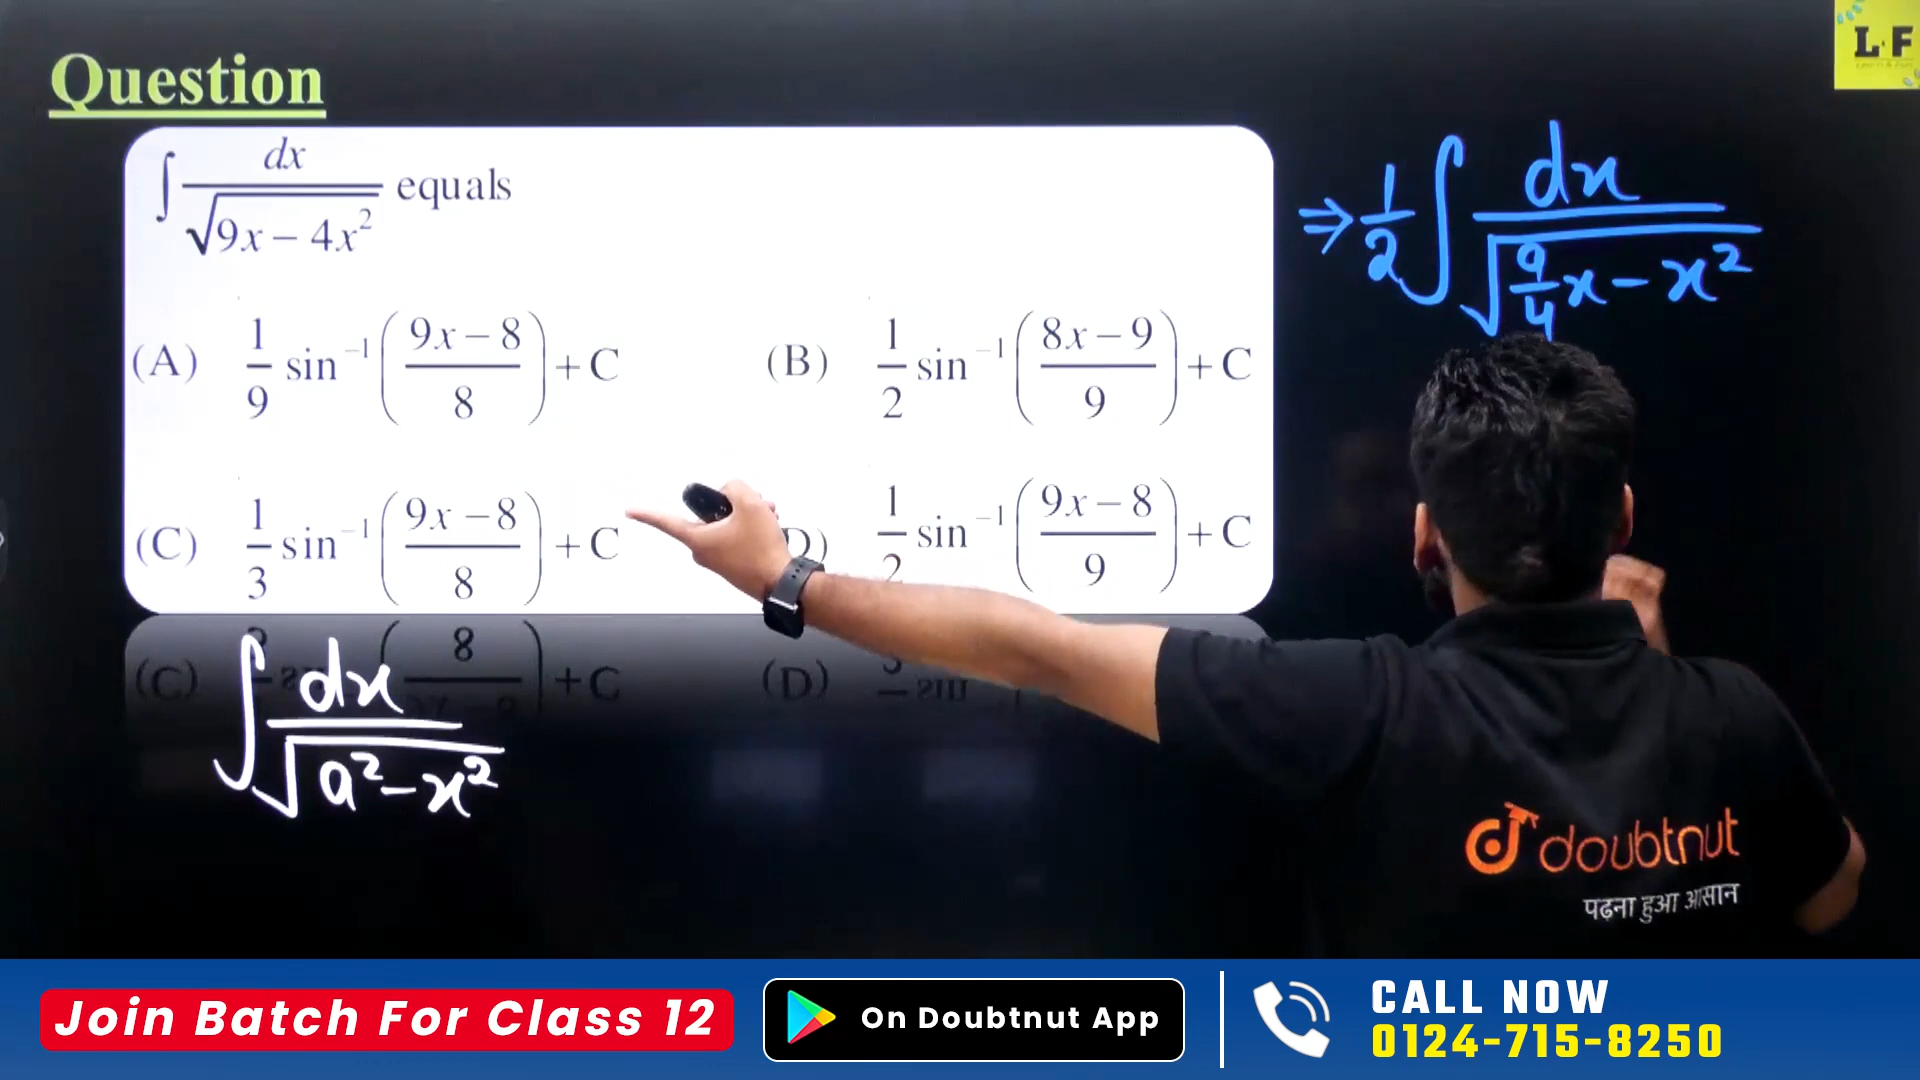 L·F
Question
∫ dx / √(9x – 4x²) equals
(A) 1/9 sin⁻¹ ((9x – 8)/8) + C
(B) 1/2 sin⁻¹ ((8x – 9)/9) + C
(C) 1/3 sin⁻¹ ((9x – 8)/8) + C
D) 1/2 sin⁻¹ ((9x – 8)/9) + C
⇒ 1/2 ∫ dx / √(9/4 x – x²)
∫ dx / √(a² – x²)
doubtnut
पढ़ना हुआ आसान
Join Batch For Class 12
On Doubtnut App
CALL NOW
0124-715-8250